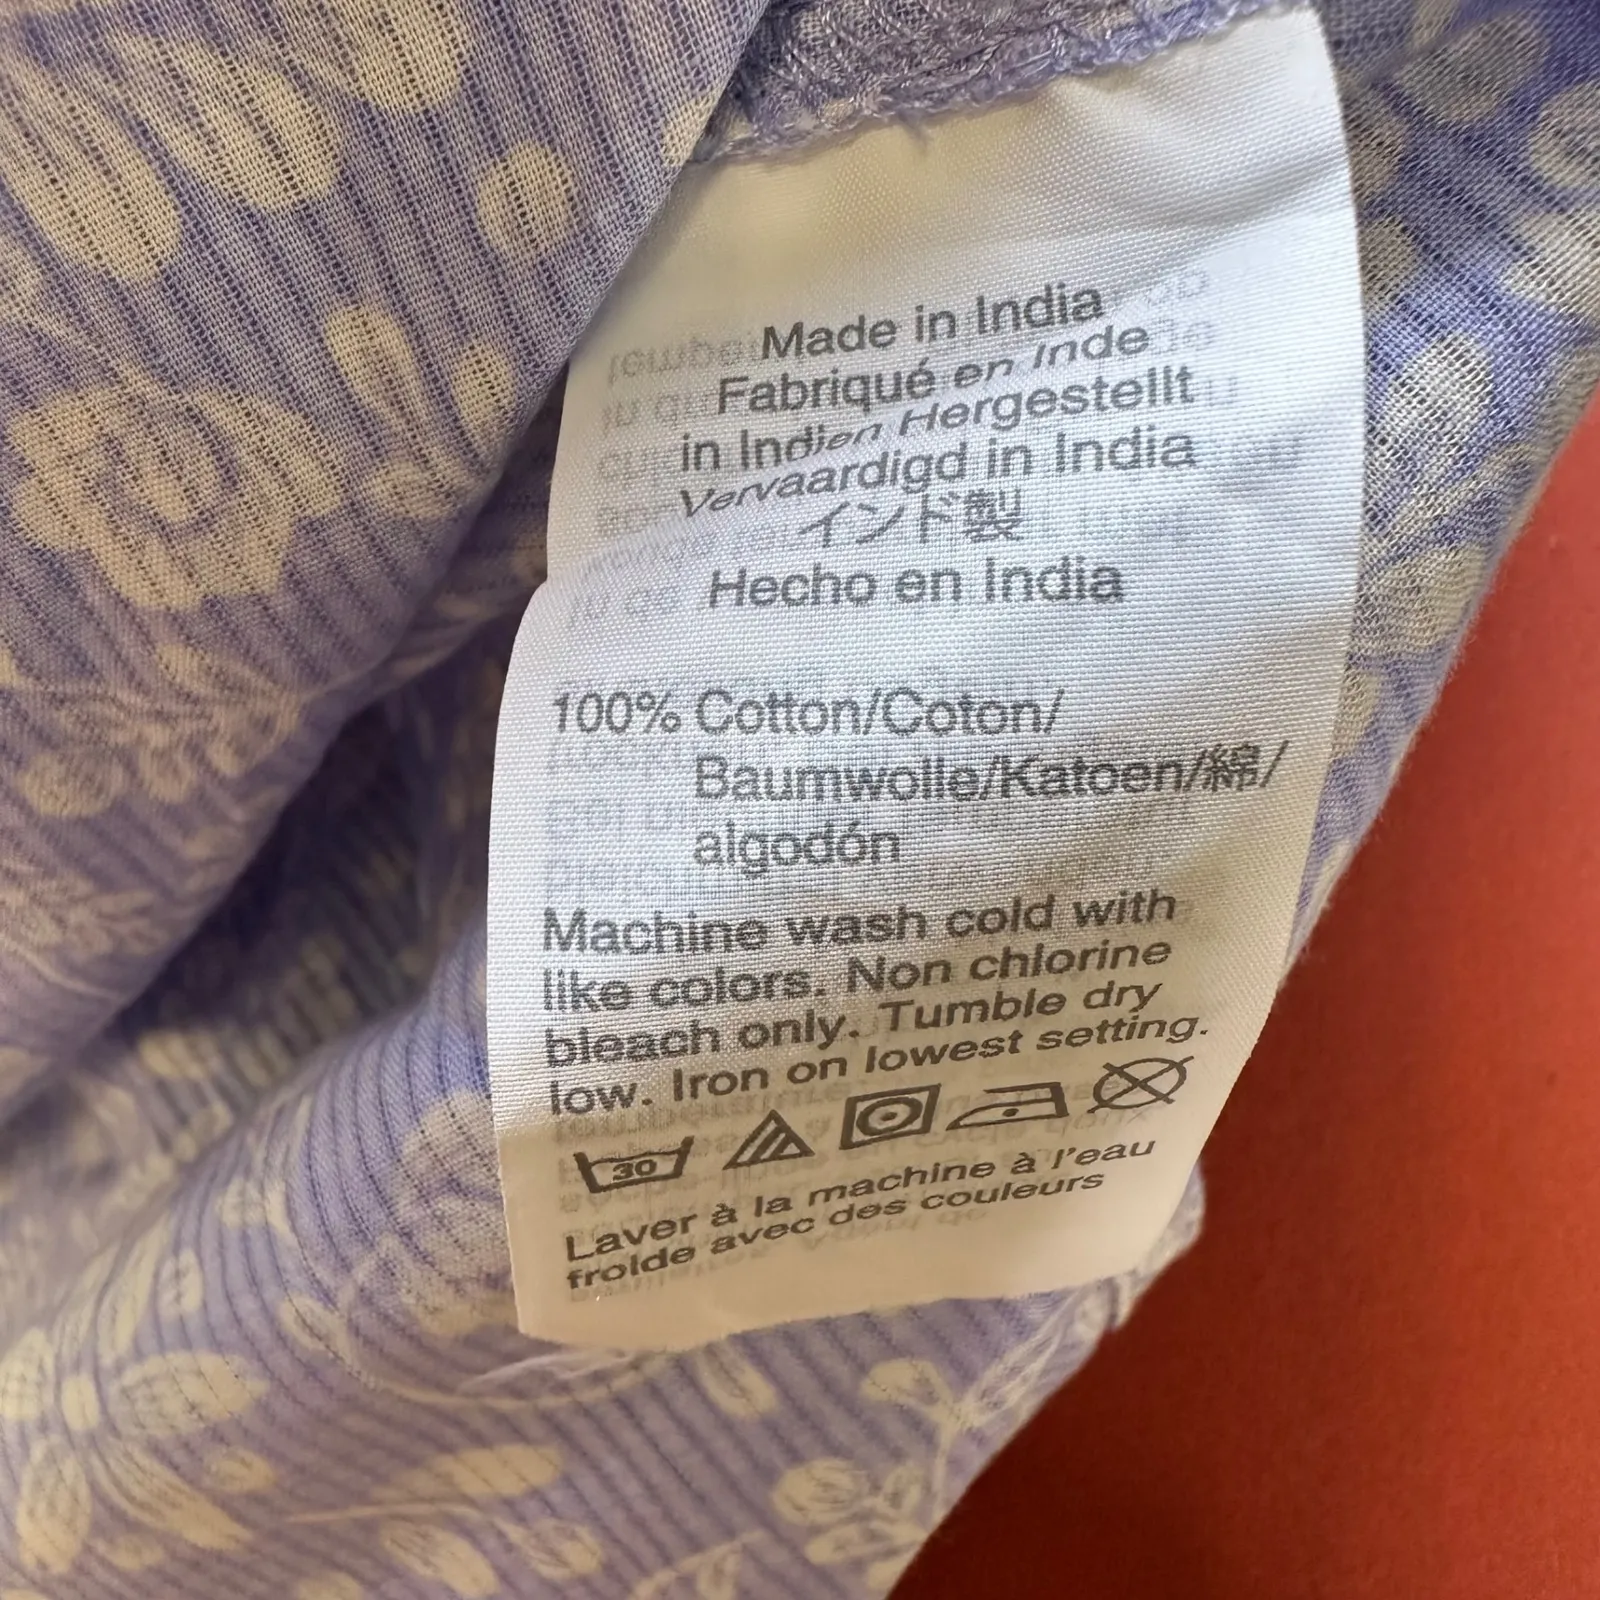 Made in India
Fabriqué en Inde
in Indien Hergestellt
Vervaardigd in India
インド製
Hecho en India
100% Cotton/Coton/
Baumwolle/Katoen/綿/
algodón
Machine wash cold with
like colors. Non chlorine
bleach only. Tumble dry
low. Iron on lowest setting.
30
Laver à la machine à l'eau
froide avec des couleurs